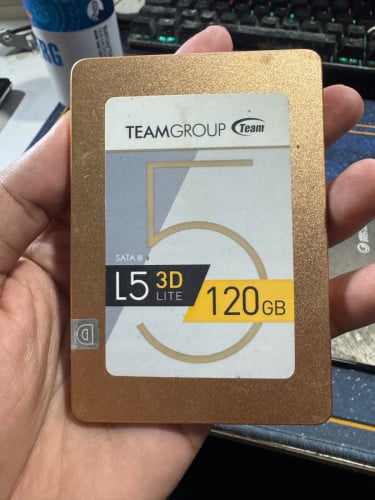 TEAMGROUP Team
SATA III
L5 3D LITE
120GB